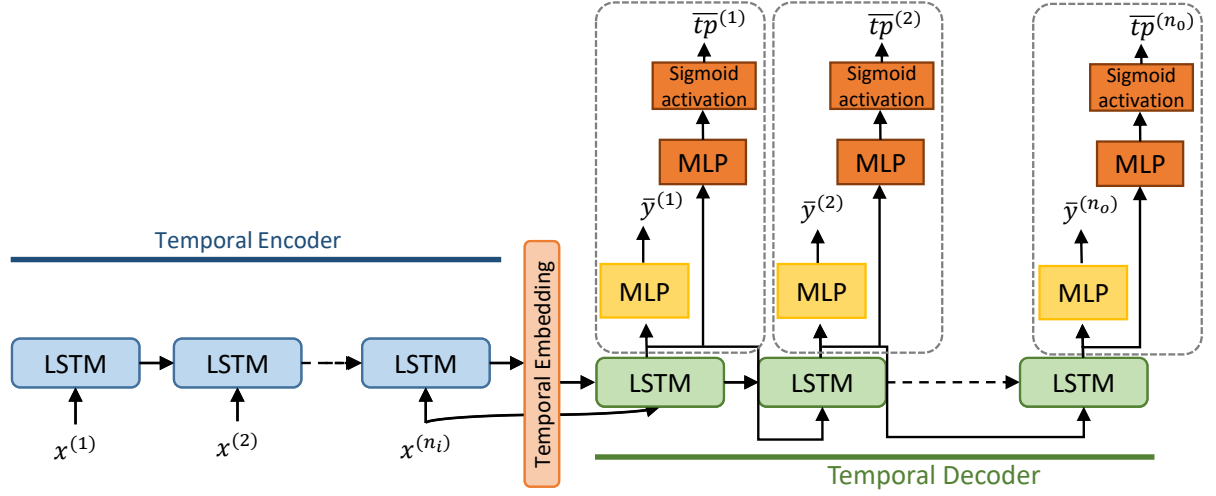 $\overline{tp}^{(1)}$
$\overline{tp}^{(2)}$
$\overline{tp}^{(n_0)}$
Sigmoid
activation
Sigmoid
activation
Sigmoid
activation
MLP
MLP
MLP
$\bar{y}^{(1)}$
$\bar{y}^{(2)}$
$\bar{y}^{(n_o)}$
Temporal Encoder
MLP
MLP
MLP
Temporal Embedding
LSTM
LSTM
LSTM
LSTM
LSTM
LSTM
$x^{(1)}$
$x^{(2)}$
$x^{(n_i)}$
Temporal Decoder